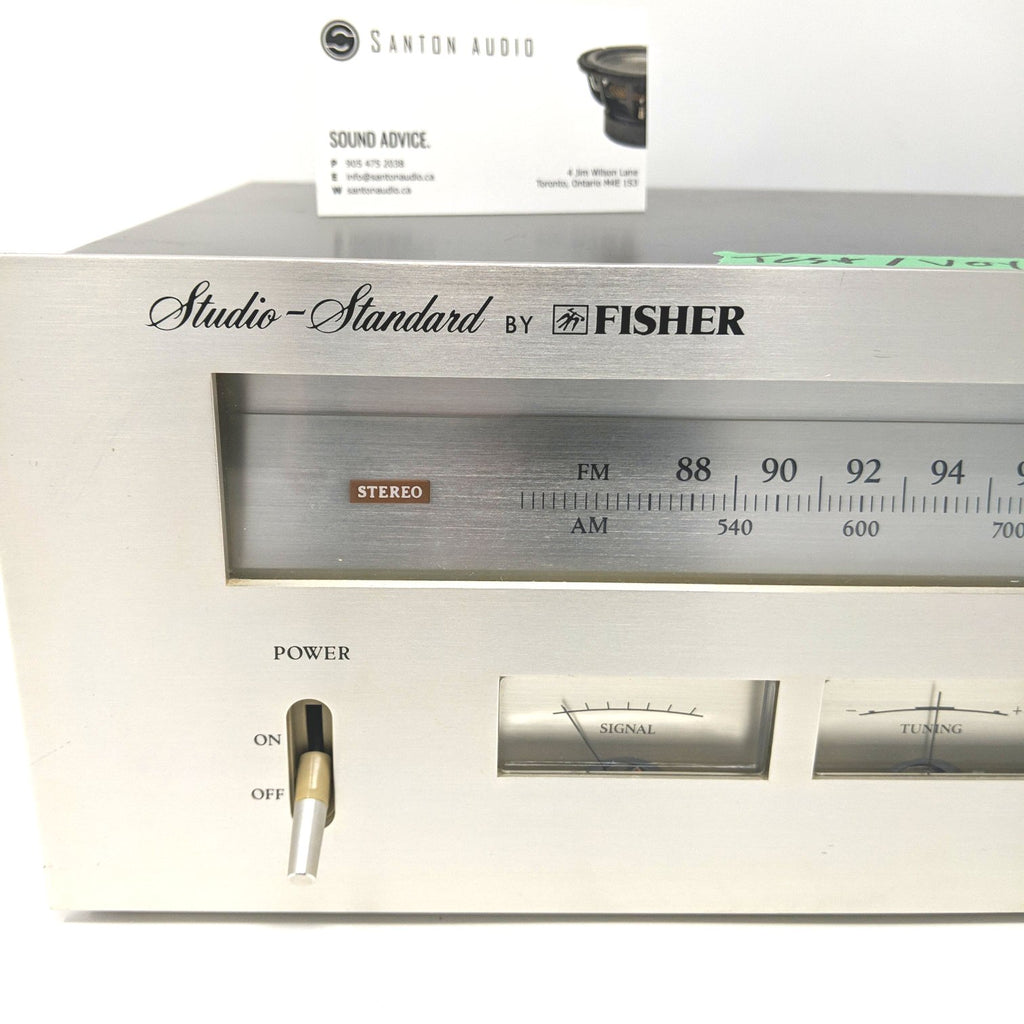 SANTON AUDIO
SOUND ADVICE.
P 905 475 2038
E info@santonaudio.ca
W santonaudio.ca
4 Jim Wilson Lane
Toronto, Ontario M4E 1S3
Studio-Standard BY FISHER
FM 88 90 92 94
STEREO
AM 540 600 700
POWER
ON
OFF
SIGNAL
- TUNING +